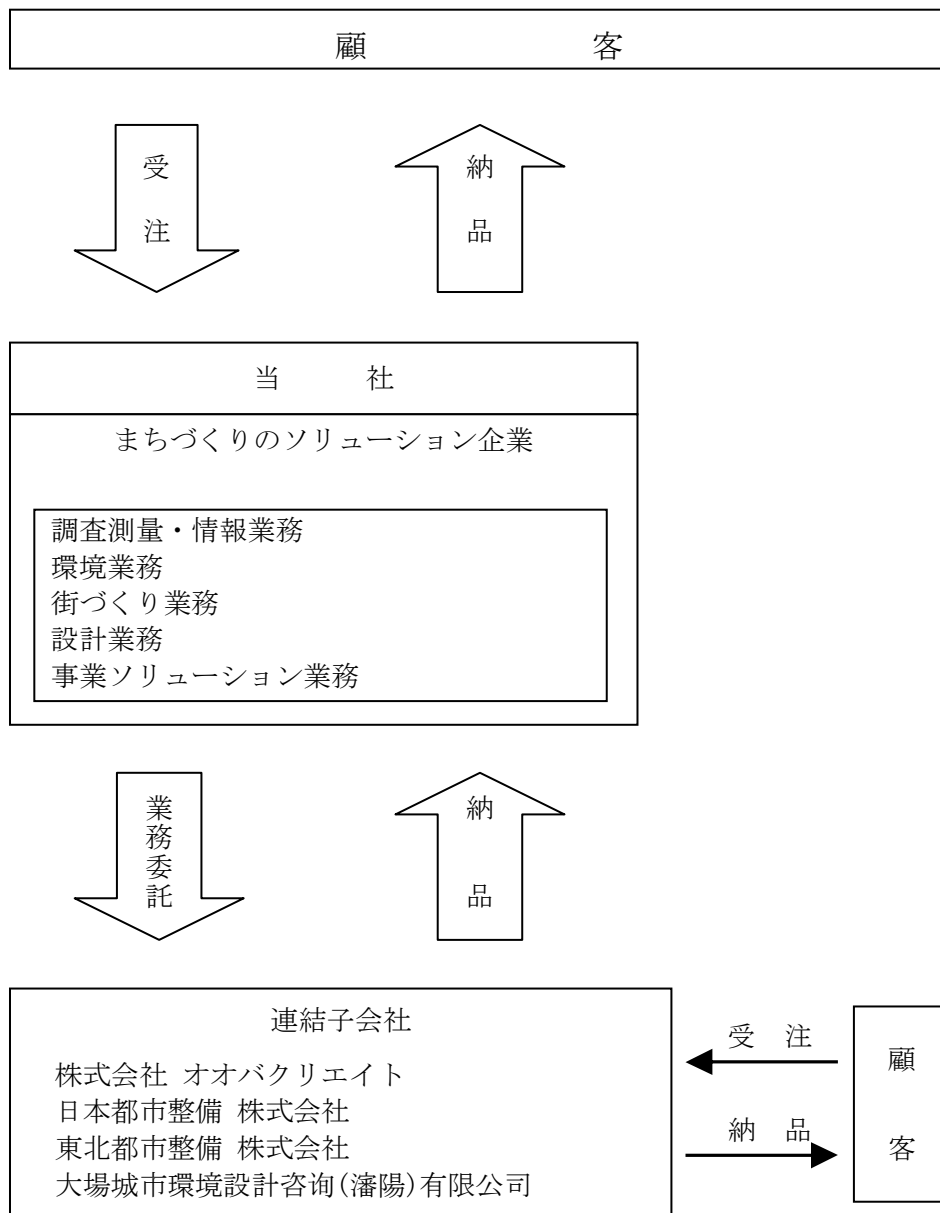 顧 客
受注
納品
当 社
まちづくりのソリューション企業
調査測量・情報業務
環境業務
街づくり業務
設計業務
事業ソリューション業務
業務委託
納品
連結子会社
株式会社 オオバクリエイト
日本都市整備 株式会社
東北都市整備 株式会社
大場城市環境設計咨询(瀋陽)有限公司
受 注
納 品
顧客